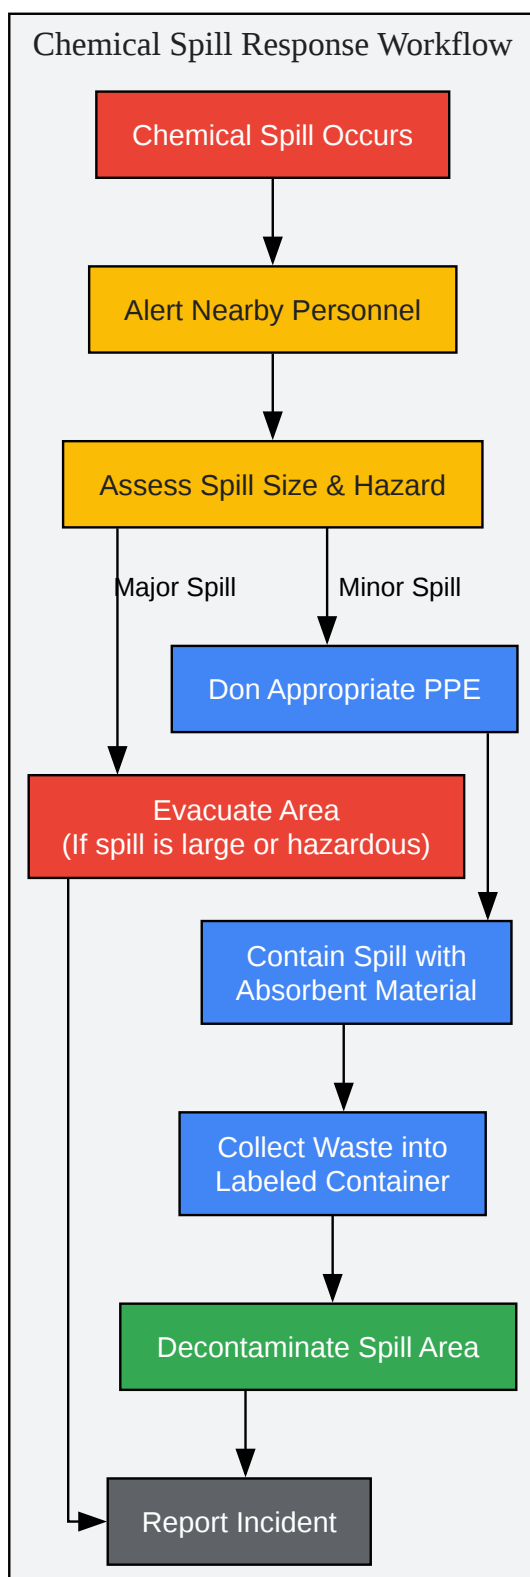 Chemical Spill Response Workflow
Chemical Spill Occurs
Alert Nearby Personnel
Assess Spill Size & Hazard
Major Spill
Minor Spill
Don Appropriate PPE
Evacuate Area
(If spill is large or hazardous)
Contain Spill with
Absorbent Material
Collect Waste into
Labeled Container
Decontaminate Spill Area
Report Incident